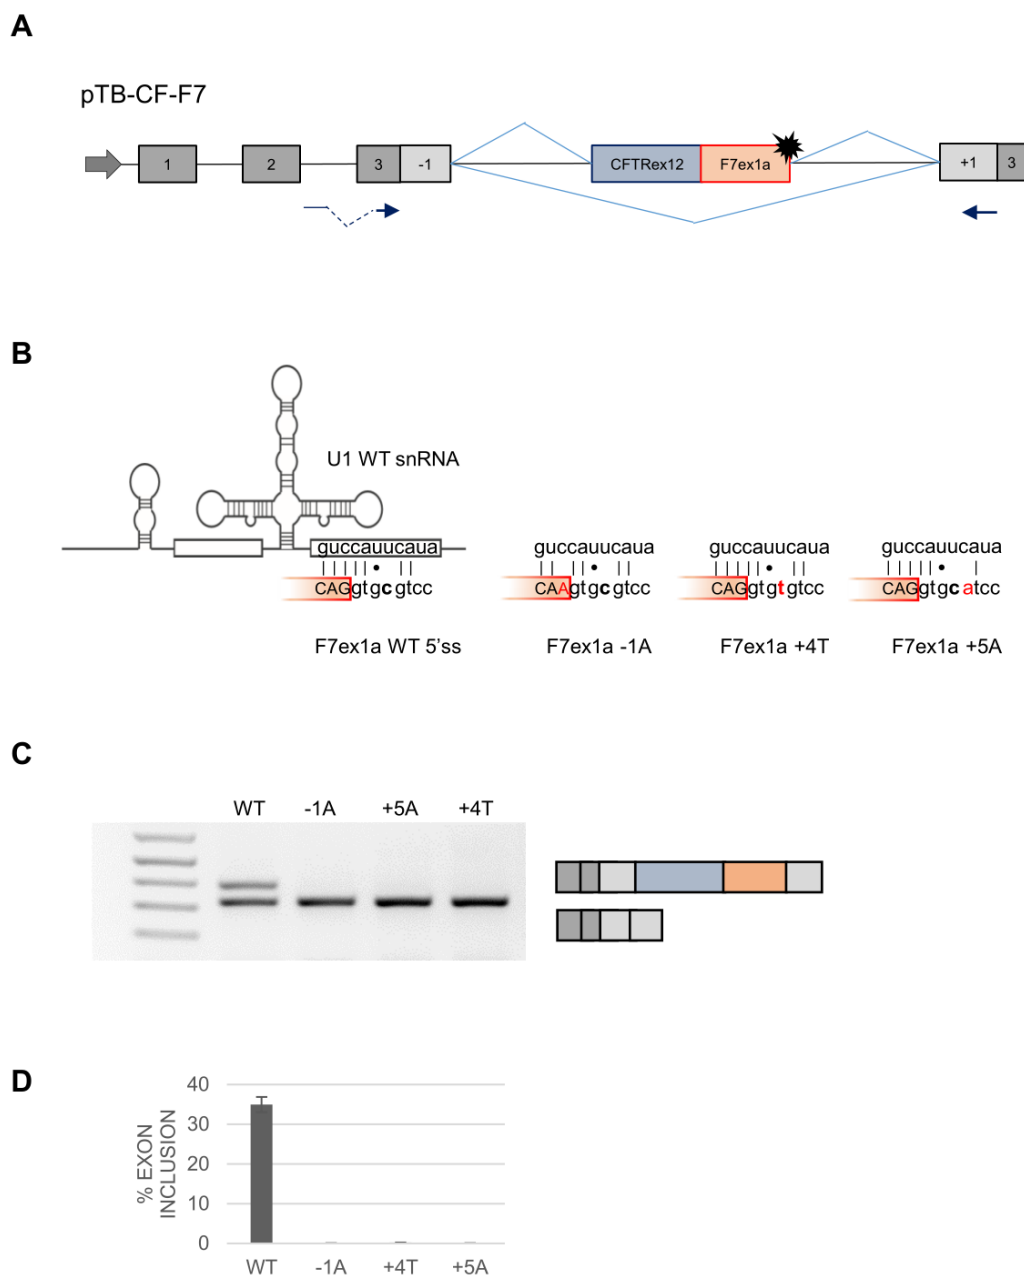 A
pTB-CF-F7
1 2 3 -1 CFTRex12 F7ex1a +1 3
B
U1 WT snRNA
guccauucaua guccauucaua guccauucaua guccauucaua
CAGgtgcgtcc CAAgtgcgtcc CAGgtgtgtcc CAGgtgcatcc
F7ex1a WT 5'ss F7ex1a -1A F7ex1a +4T F7ex1a +5A
C
WT -1A +5A +4T
D
% EXON
INCLUSION
40
30
20
10
0
WT -1A +4T +5A